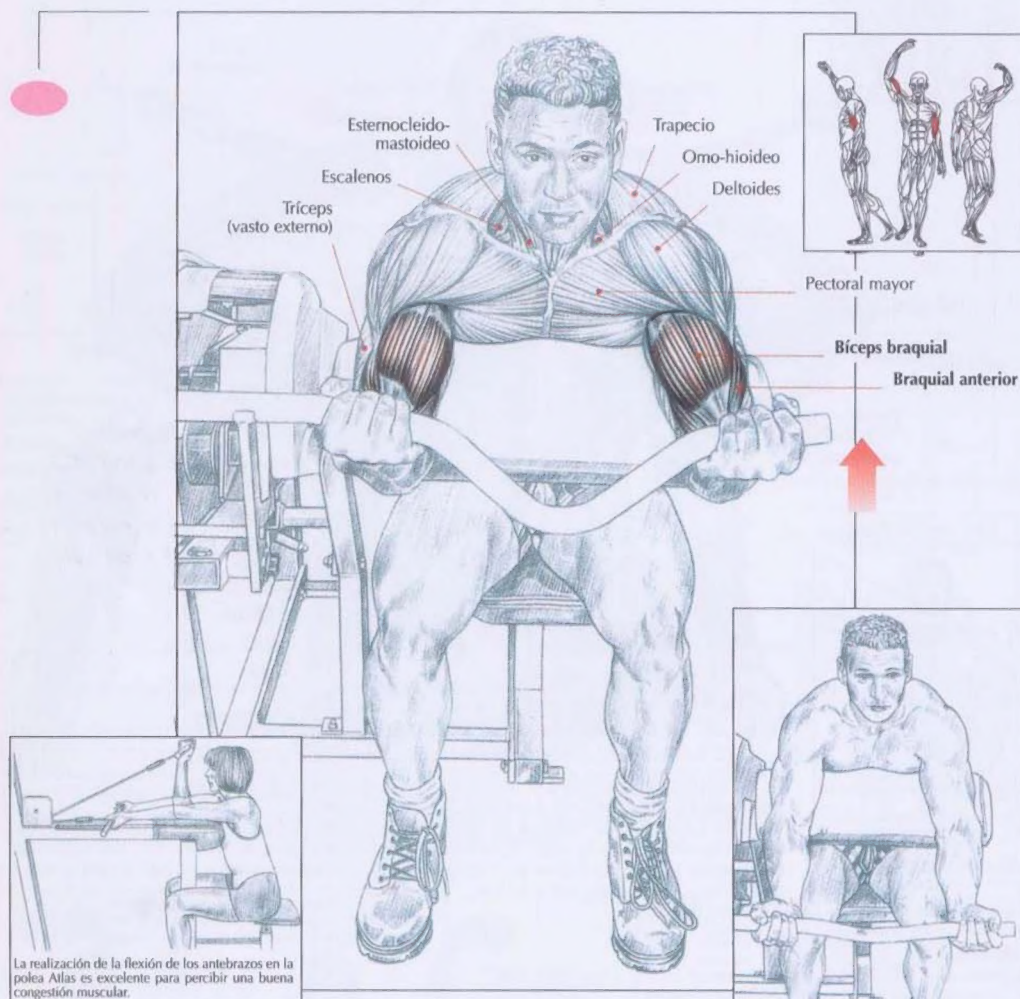 Esternocleido-
mastoideo
Escalenos
Tríceps
(vasto externo)
Trapecio
Omo-hioideo
Deltoides
Pectoral mayor
Bíceps braquial
Braquial anterior
La realización de la flexión de los antebrazos en la
polea Atlas es excelente para percibir una buena
congestión muscular.